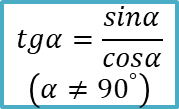 tgα = sinα / cosα
(α ≠ 90°)